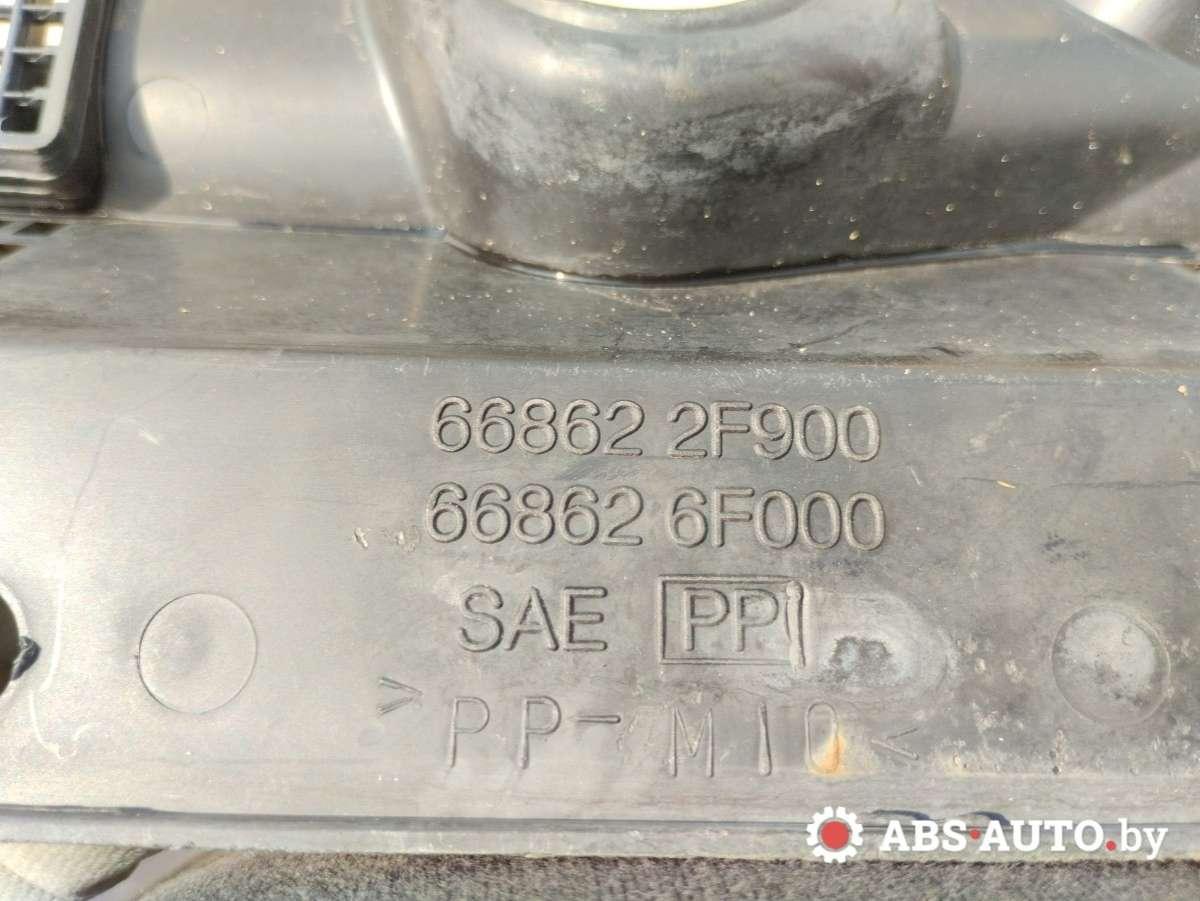 66862 2F900
66862 6F000
SAE PP
>PP-M10<
ABS-AUTO.by